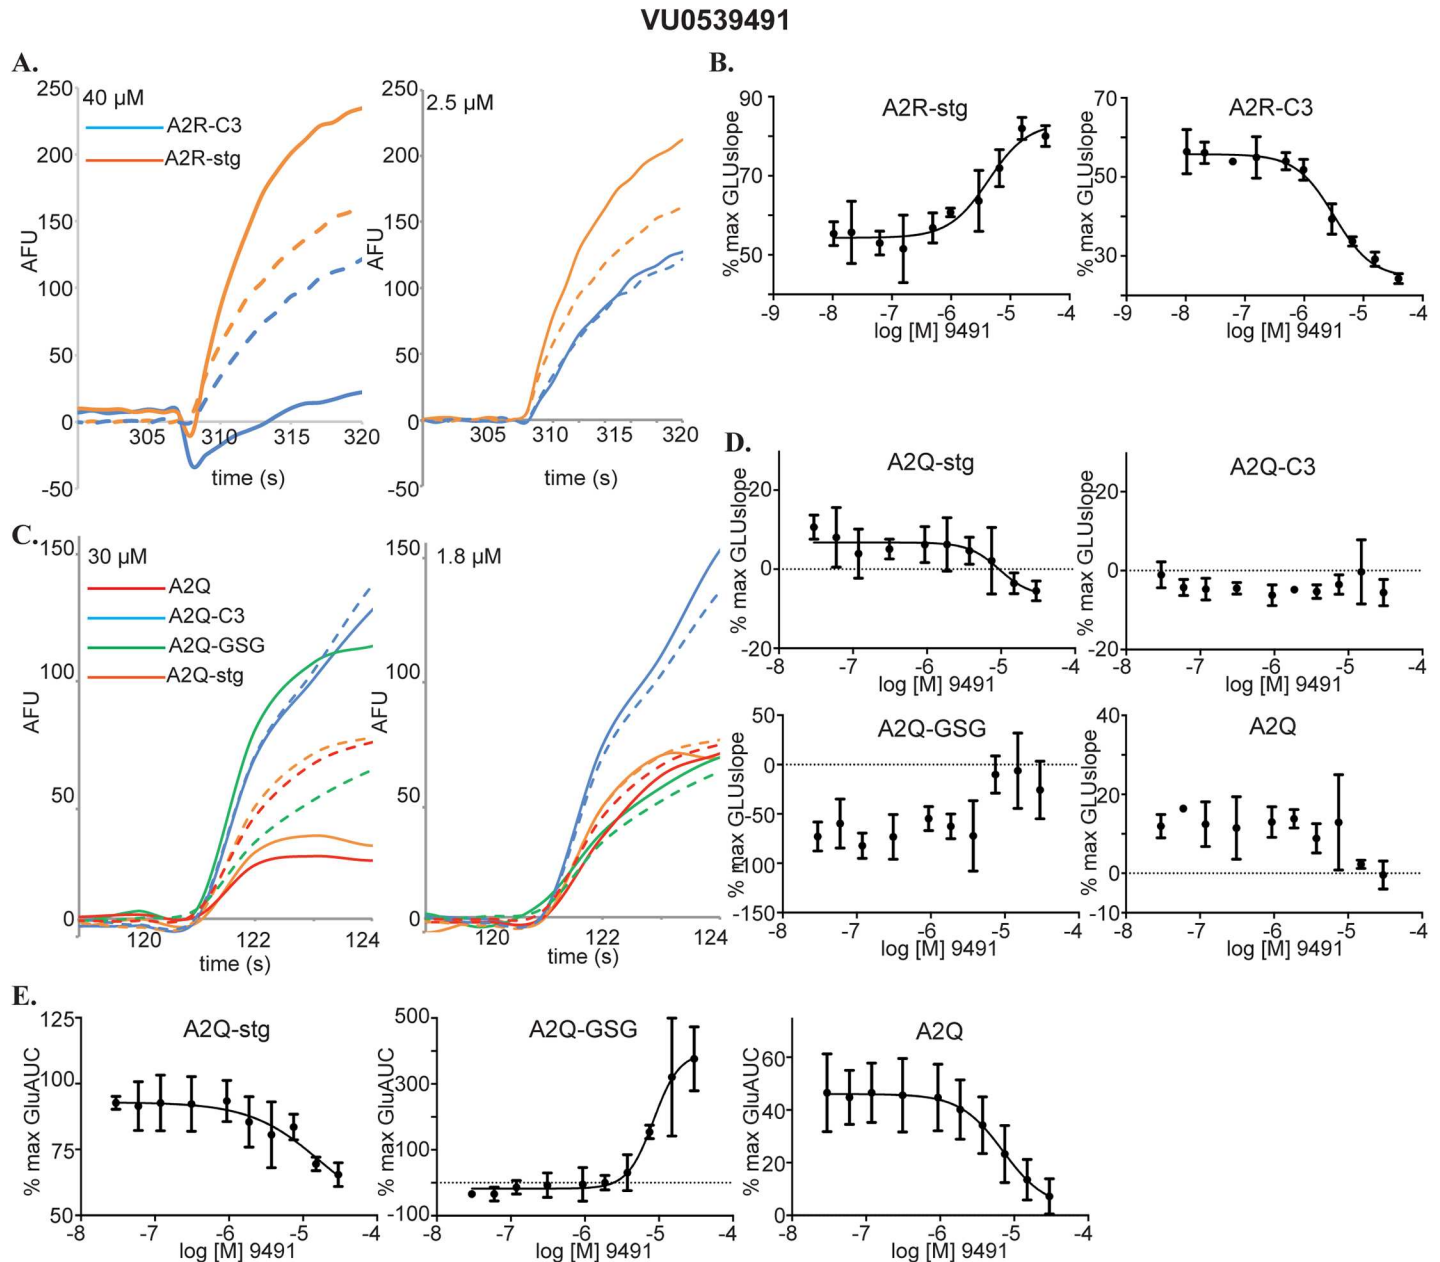 VU0539491
A.
250
200
150
100
50
0
-50
AFU
40 µM
A2R-C3
A2R-stg
305
310
315
320
time (s)
250
200
150
100
50
0
-50
AFU
2.5 µM
305
310
315
320
time (s)
B.
A2R-stg
90
70
50
% max GLUslope
-9
-8
-7
-6
-5
-4
log [M] 9491
A2R-C3
70
50
30
% max GLUslope
-9
-8
-7
-6
-5
-4
log [M] 9491
C.
150
100
50
0
AFU
30 µM
A2Q
A2Q-C3
A2Q-GSG
A2Q-stg
120
122
124
time (s)
150
100
50
0
AFU
1.8 µM
120
122
124
time (s)
D.
A2Q-stg
20
0
-20
% max GLUslope
-8
-7
-6
-5
-4
log [M] 9491
A2Q-C3
20
0
-20
% max GLUslope
-8
-7
-6
-5
-4
log [M] 9491
A2Q-GSG
50
0
-50
-100
-150
% max GLUslope
-8
-7
-6
-5
-4
log [M] 9491
A2Q
40
20
0
-10
% max GLUslope
-8
-7
-6
-5
-4
log [M] 9491
E.
A2Q-stg
125
100
75
50
% max GluAUC
-8
-7
-6
-5
-4
log [M] 9491
A2Q-GSG
500
300
100
-100
% max GluAUC
-8
-7
-6
-5
-4
log [M] 9491
A2Q
60
40
20
0
% max GluAUC
-8
-7
-6
-5
-4
log [M] 9491